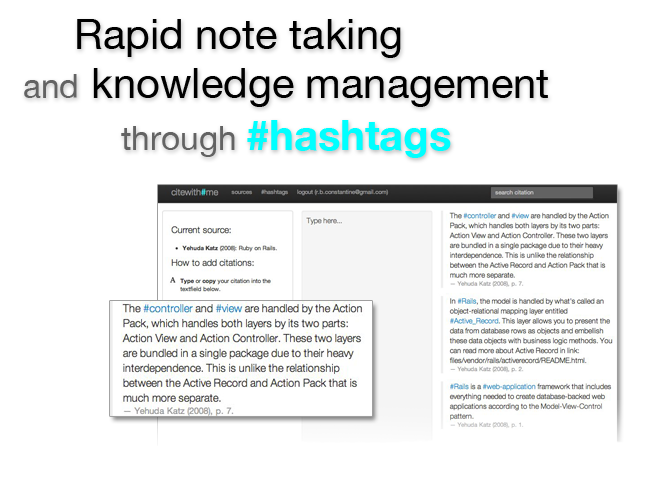 Rapid note taking
and knowledge management
through #hashtags
citewith#me sources #hashtags logout (r.b.constantine@gmail.com) search citation
Current source:
• Yehuda Katz (2008): Ruby on Rails.
How to add citations:
A Type or copy your citation into the
textfield below.
The #controller and #view are handled by the Action
Pack, which handles both layers by its two parts:
Action View and Action Controller. These two layers
are bundled in a single package due to their heavy
interdependence. This is unlike the relationship
between the Active Record and Action Pack that is
much more separate.
— Yehuda Katz (2008), p. 7.
Type here...
The #controller and #view are handled by the Action
Pack, which handles both layers by its two parts:
Action View and Action Controller. These two layers
are bundled in a single package due to their heavy
interdependence. This is unlike the relationship
between the Active Record and Action Pack that is
much more separate.
— Yehuda Katz (2008), p. 7.
In #Rails, the model is handled by what's called an
object-relational mapping layer entitled
#Active_Record. This layer allows you to present the
data from database rows as objects and embellish
these data objects with business logic methods. You
can read more about Active Record in link:
files/vendor/rails/activerecord/README.html.
— Yehuda Katz (2008), p. 2.
#Rails is a #web-application framework that includes
everything needed to create database-backed web
applications according to the Model-View-Control
pattern.
— Yehuda Katz (2008), p. 1.